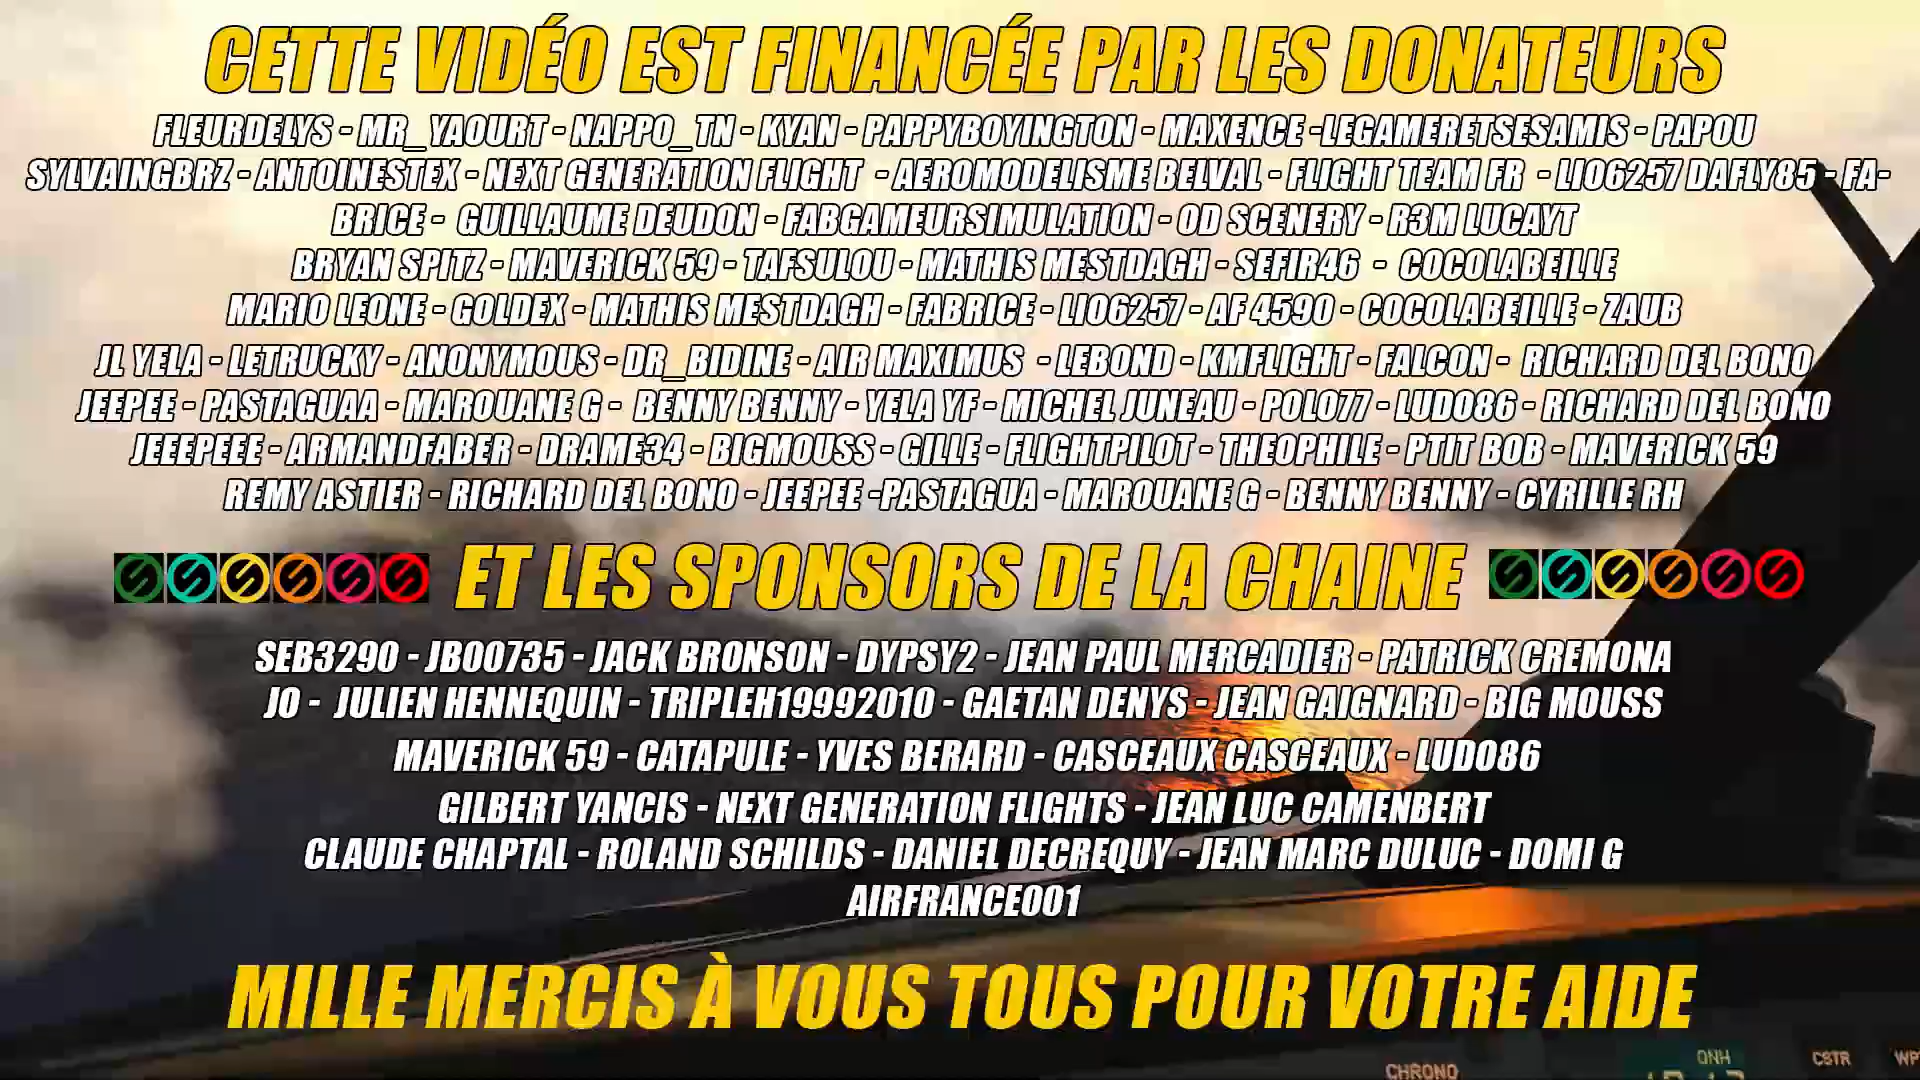 CETTE VIDÉO EST FINANCÉE PAR LES DONATEURS
FLEURDELYS - MR_YAOURT - NAPPO_TN - KYAN - PAPPYBOYINGTON - MAXENCE -LEGAMERETSESAMIS - PAPOU
SYLVAINGBRZ - ANTOINESTEX - NEXT GENERATION FLIGHT - AEROMODELISME BELVAL - FLIGHT TEAM FR - LIO6257 DAFLY85 - FA-
BRICE - GUILLAUME DEUDON - FABGAMEURSIMULATION - OD SCENERY - R3M LUCAYT
BRYAN SPITZ - MAVERICK 59 - TAFSULOU - MATHIS MESTDAGH - SEFIR46 - COCOLABEILLE
MARIO LEONE - GOLDEX - MATHIS MESTDAGH - FABRICE - LIO6257 - AF 4590 - COCOLABEILLE - ZAUB
JL YELA - LETRUCKY - ANONYMOUS - DR_BIDINE - AIR MAXIMUS - LEBOND - KMFLIGHT - FALCON - RICHARD DEL BONO
JEEPEE - PASTAGUAA - MAROUANE G - BENNY BENNY - YELA YF - MICHEL JUNEAU - POLO77 - LUDO86 - RICHARD DEL BONO
JEEEPEEE - ARMANDFABER - DRAME34 - BIGMOUSS - GILLE - FLIGHTPILOT - THEOPHILE - PTIT BOB - MAVERICK 59
REMY ASTIER - RICHARD DEL BONO - JEEPEE -PASTAGUA - MAROUANE G - BENNY BENNY - CYRILLE RH
ET LES SPONSORS DE LA CHAINE
SEB3290 - JB00735 - JACK BRONSON - DYPSY2 - JEAN PAUL MERCADIER - PATRICK CREMONA
JO - JULIEN HENNEQUIN - TRIPLEH19992010 - GAETAN DENYS - JEAN GAIGNARD - BIG MOUSS
MAVERICK 59 - CATAPULE - YVES BERARD - CASCEAUX CASCEAUX - LUDO86
GILBERT YANCIS - NEXT GENERATION FLIGHTS - JEAN LUC CAMENBERT
CLAUDE CHAPTAL - ROLAND SCHILDS - DANIEL DECREQUY - JEAN MARC DULUC - DOMI G
AIRFRANCE001
MILLE MERCIS À VOUS TOUS POUR VOTRE AIDE
QNH CSTR
CHRONO